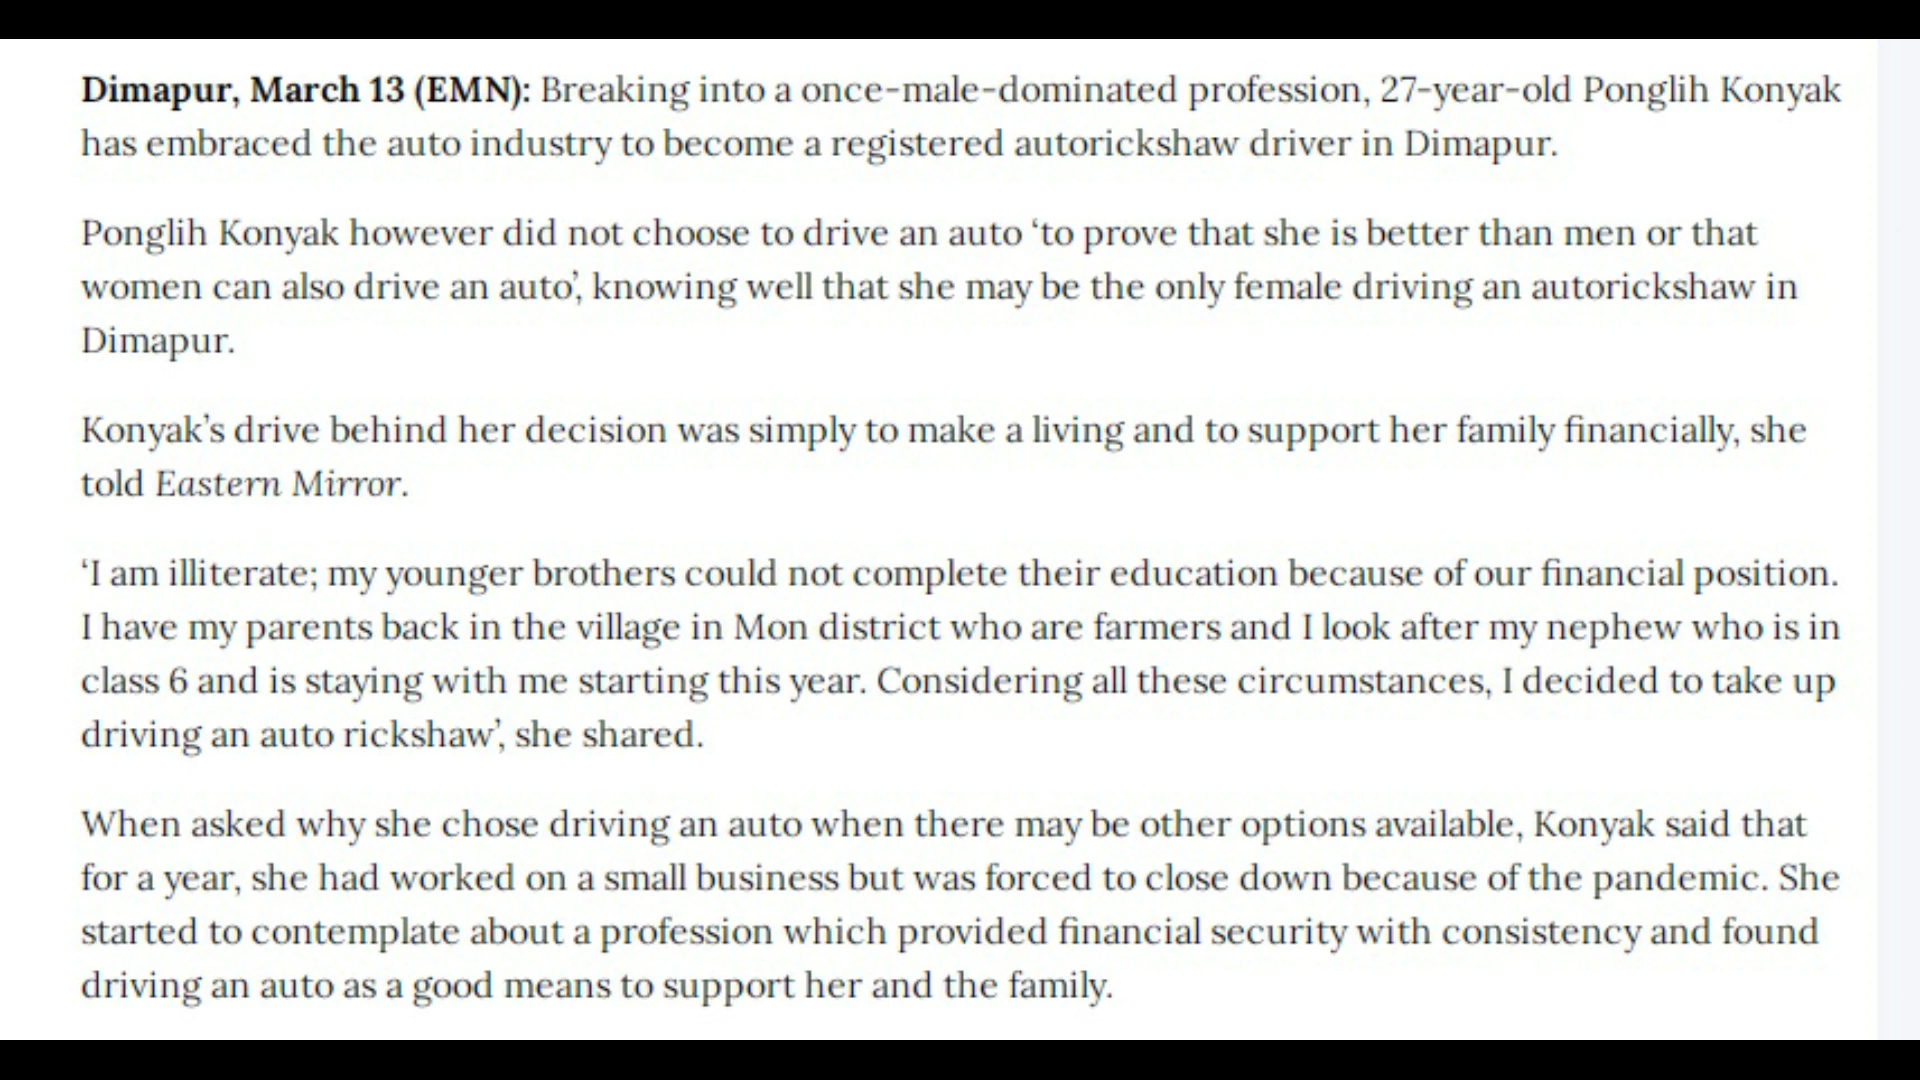 Dimapur, March 13 (EMN): Breaking into a once-male-dominated profession, 27-year-old Ponglih Konyak
has embraced the auto industry to become a registered autorickshaw driver in Dimapur.
Ponglih Konyak however did not choose to drive an auto ‘to prove that she is better than men or that
women can also drive an auto’, knowing well that she may be the only female driving an autorickshaw in
Dimapur.
Konyak’s drive behind her decision was simply to make a living and to support her family financially, she
told Eastern Mirror.
‘I am illiterate; my younger brothers could not complete their education because of our financial position.
I have my parents back in the village in Mon district who are farmers and I look after my nephew who is in
class 6 and is staying with me starting this year. Considering all these circumstances, I decided to take up
driving an auto rickshaw’, she shared.
When asked why she chose driving an auto when there may be other options available, Konyak said that
for a year, she had worked on a small business but was forced to close down because of the pandemic. She
started to contemplate about a profession which provided financial security with consistency and found
driving an auto as a good means to support her and the family.